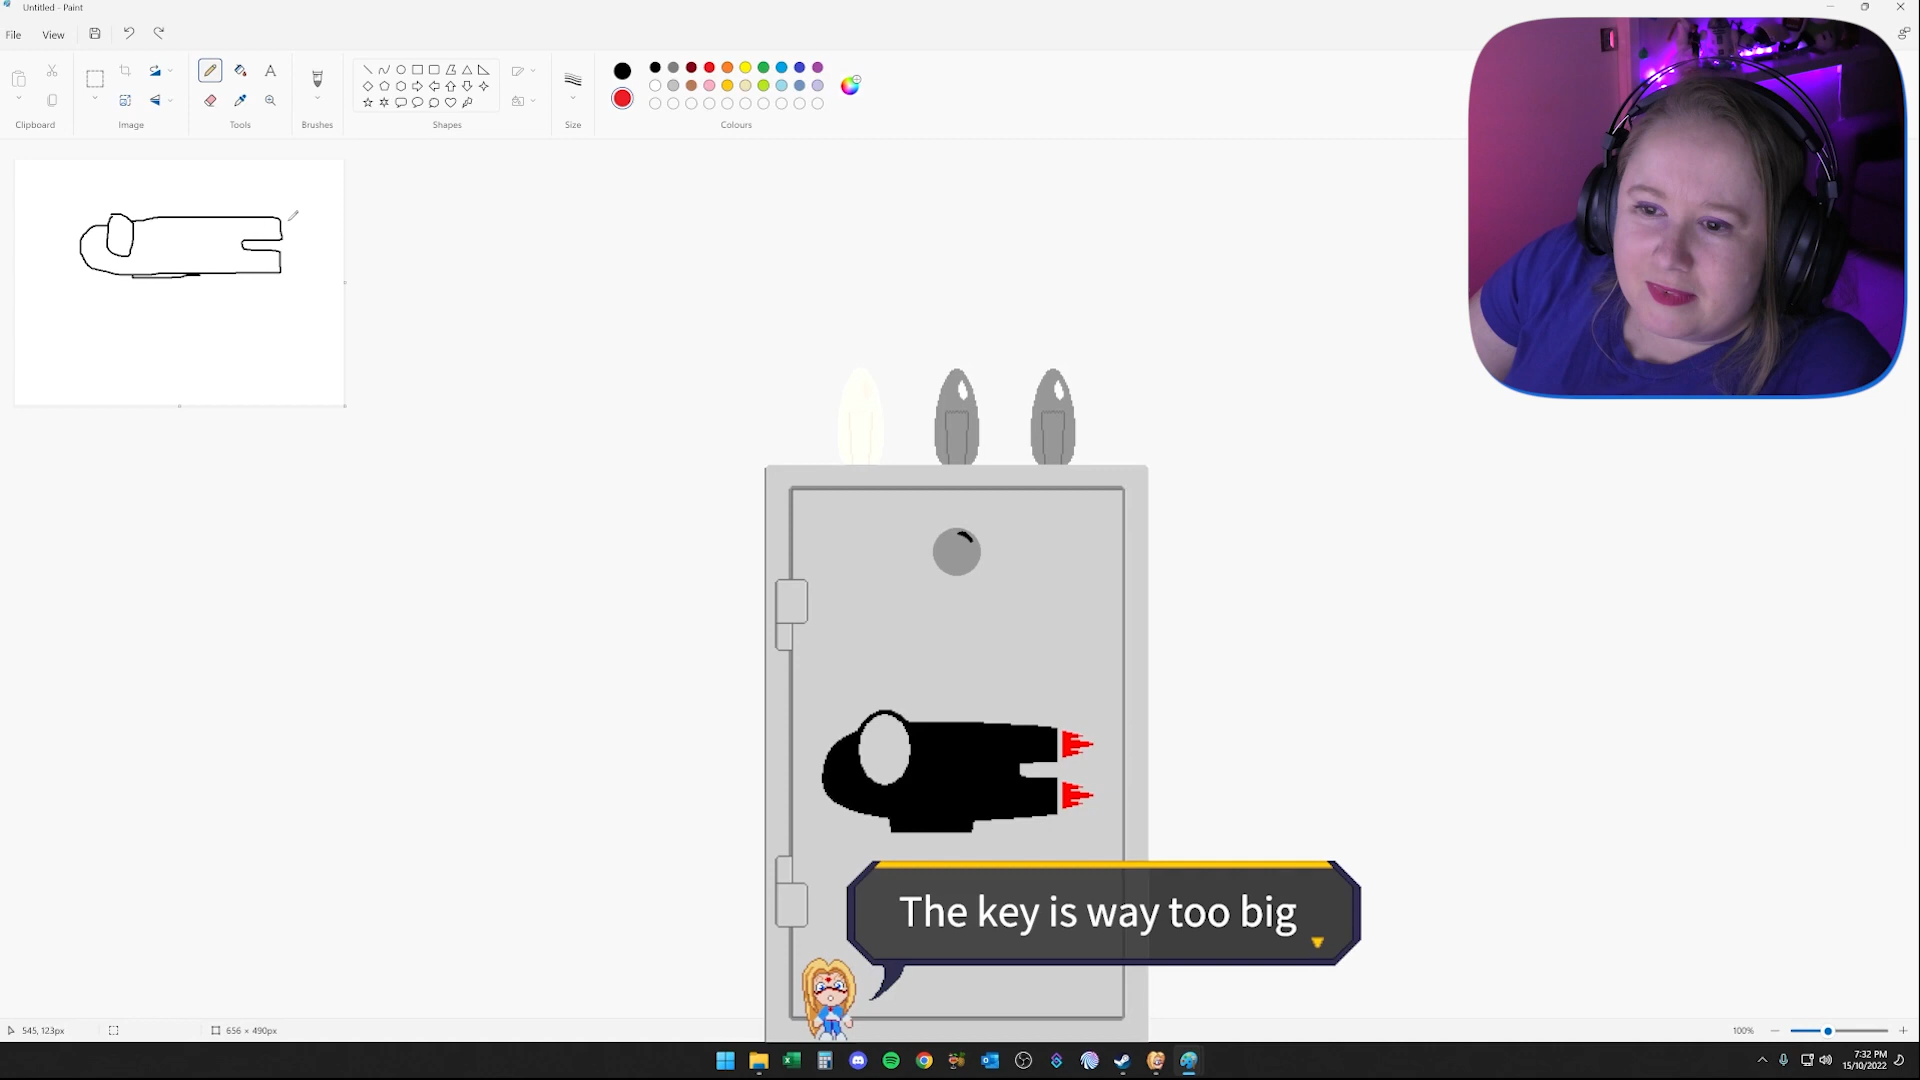 Untitled - Paint
File
View
Clipboard
Image
Tools
Brushes
Shapes
Size
Colours
A
The key is way too big
545, 123px
656 × 490px
100%
7:32 PM
15/10/2022